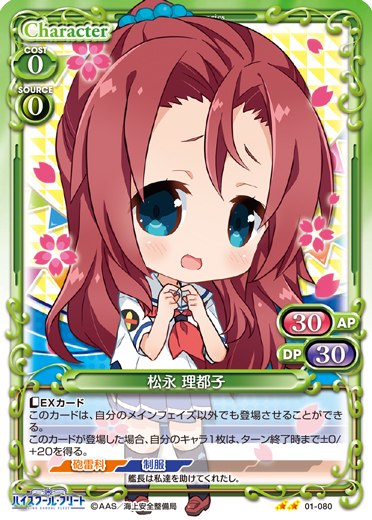 Character
COST
0
SOURCE
0
30 AP
DP 30
松永 理都子
EXカード
このカードは、自分のメインフェイズ以外でも登場させることができ
る。
このカードが登場した場合、自分のキャラ1枚は、ターン終了時まで±0/
+20を得る。
砲雷科 制服
艦長は私達を助けてくれたし。
ハイスクール・フリート
©AAS/海上安全整備局
01-080